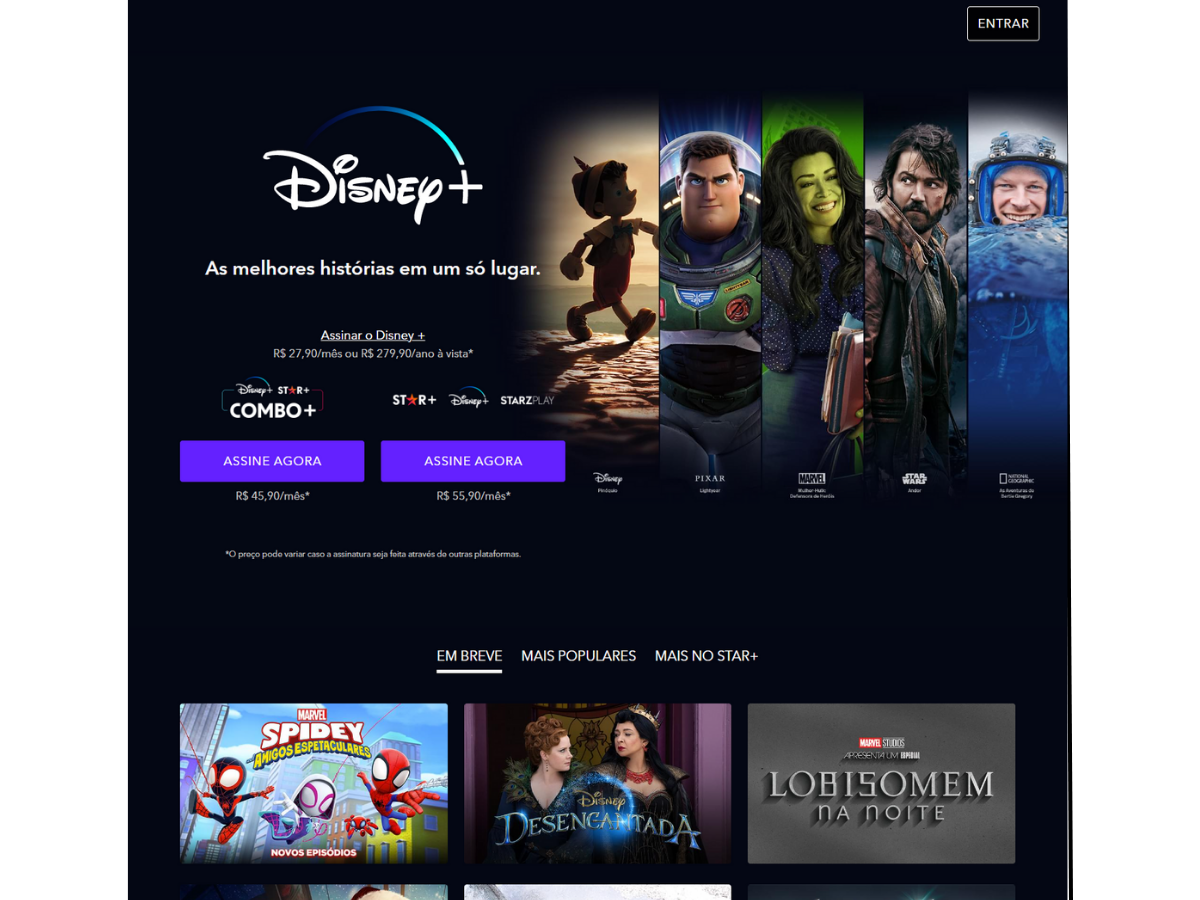 ENTRAR
Disney+
As melhores histórias em um só lugar.
Assinar o Disney +
R$ 27,90/mês ou R$ 279,90/ano à vista*
Disney+ STAR+
COMBO+
STAR+ Disney+ STARZPLAY
ASSINE AGORA
R$ 45,90/mês*
ASSINE AGORA
R$ 55,90/mês*
*O preço pode variar caso a assinatura seja feita através de outras plataformas.
Disney
Pinóquio
PIXAR
Lightyear
MARVEL
Mulher-Hulk:
Defensora de Heróis
STAR WARS
Andor
NATIONAL GEOGRAPHIC
As Aventuras de
Bertie Gregory
EM BREVE MAIS POPULARES MAIS NO STAR+
MARVEL
SPIDEY
E SEUS AMIGOS ESPETACULARES
NOVOS EPISÓDIOS
Disney
DESENCANTADA
MARVEL STUDIOS
APRESENTA UM ESPECIAL
LOBISOMEM
NA NOITE